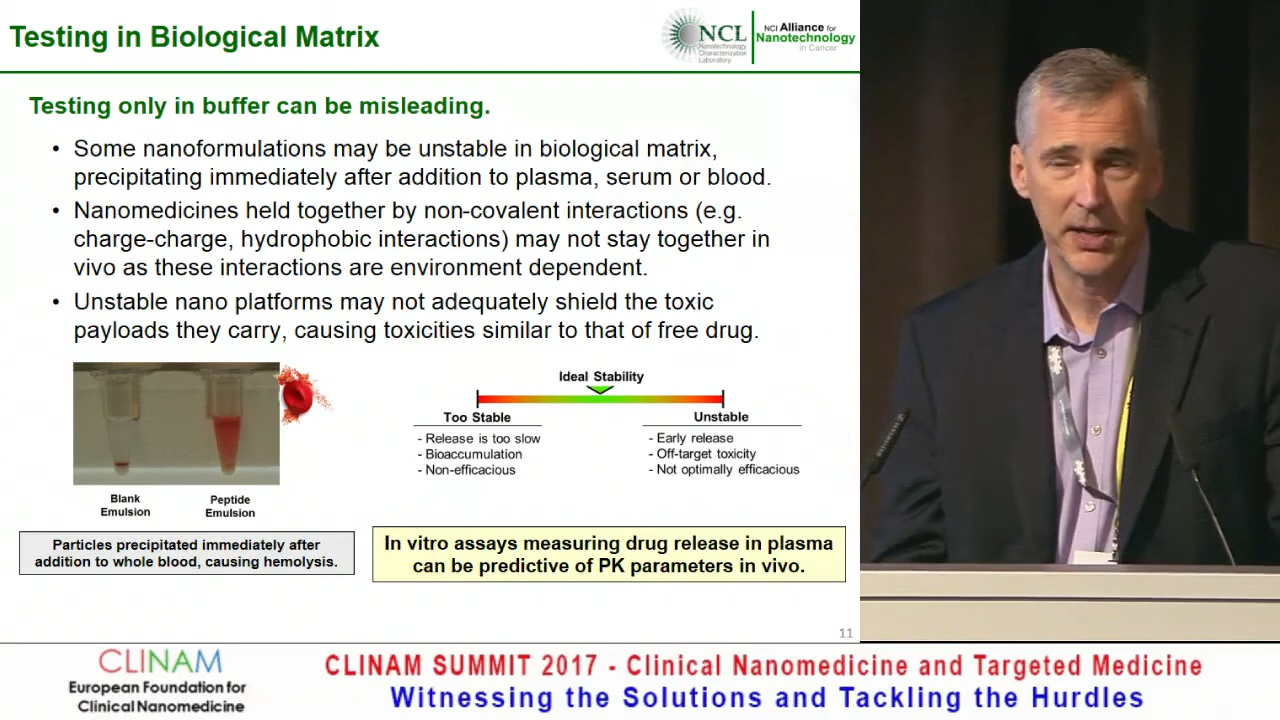 Testing in Biological Matrix
NCL
Nanotechnology
Characterization
Laboratory
NCI Alliance for
Nanotechnology
in Cancer
Testing only in buffer can be misleading.
• Some nanoformulations may be unstable in biological matrix,
precipitating immediately after addition to plasma, serum or blood.
• Nanomedicines held together by non-covalent interactions (e.g.
charge-charge, hydrophobic interactions) may not stay together in
vivo as these interactions are environment dependent.
• Unstable nano platforms may not adequately shield the toxic
payloads they carry, causing toxicities similar to that of free drug.
Blank
Emulsion
Peptide
Emulsion
Particles precipitated immediately after
addition to whole blood, causing hemolysis.
Ideal Stability
Too Stable
- Release is too slow
- Bioaccumulation
- Non-efficacious
Unstable
- Early release
- Off-target toxicity
- Not optimally efficacious
In vitro assays measuring drug release in plasma
can be predictive of PK parameters in vivo.
11
CLINAM
European Foundation for
Clinical Nanomedicine
CLINAM SUMMIT 2017 - Clinical Nanomedicine and Targeted Medicine
Witnessing the Solutions and Tackling the Hurdles